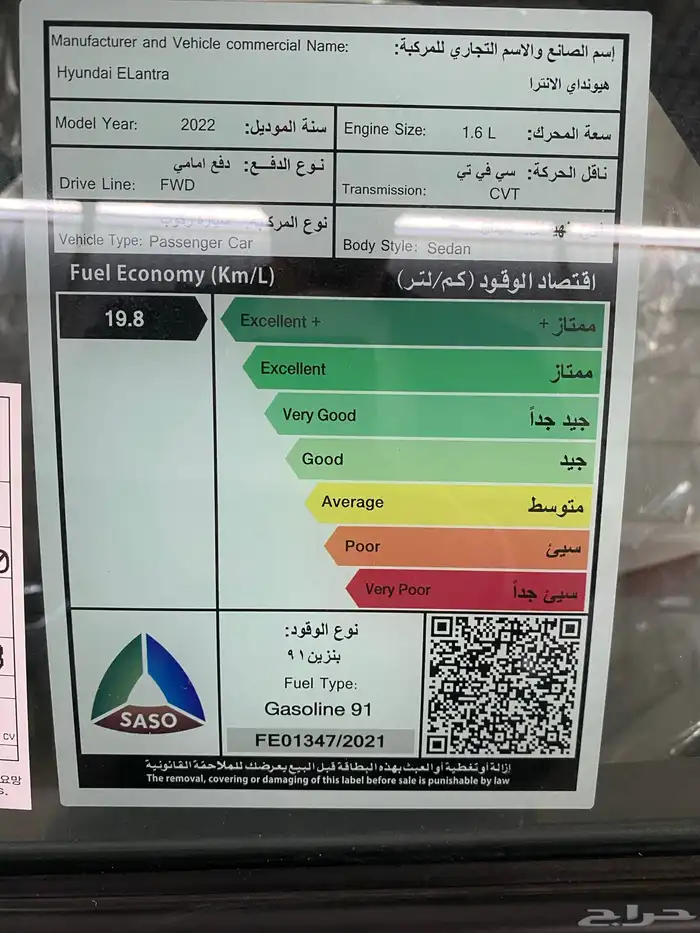 Manufacturer and Vehicle commercial Name: إسم الصانع والاسم التجاري للمركبة:
Hyundai ELantra هيونداي الانترا
Model Year: 2022 سنة الموديل:
Engine Size: 1.6 L سعة المحرك:
نوع الدفـع: دفع امامي
Drive Line: FWD
ناقل الحركة: سي في تي
Transmission: CVT
نوع المركبة: سيارة ركوب
Vehicle Type: Passenger Car
Body Style: Sedan
Fuel Economy (Km/L) اقتصاد الوقود (كم/لتر)
19.8
Excellent + ممتاز +
Excellent ممتاز
Very Good جيد جداً
Good جيد
Average متوسط
Poor سيئ
Very Poor سيئ جداً
SASO
نوع الوقود:
بنزين ٩١
Fuel Type:
Gasoline 91
FE01347/2021
إزالة أو تغطية أو العبث بهذه البطاقة قبل البيع يعرضك للملاحقة القانونية
The removal, covering or damaging of this label before sale is punishable by law
CV
요망
s.
حراج